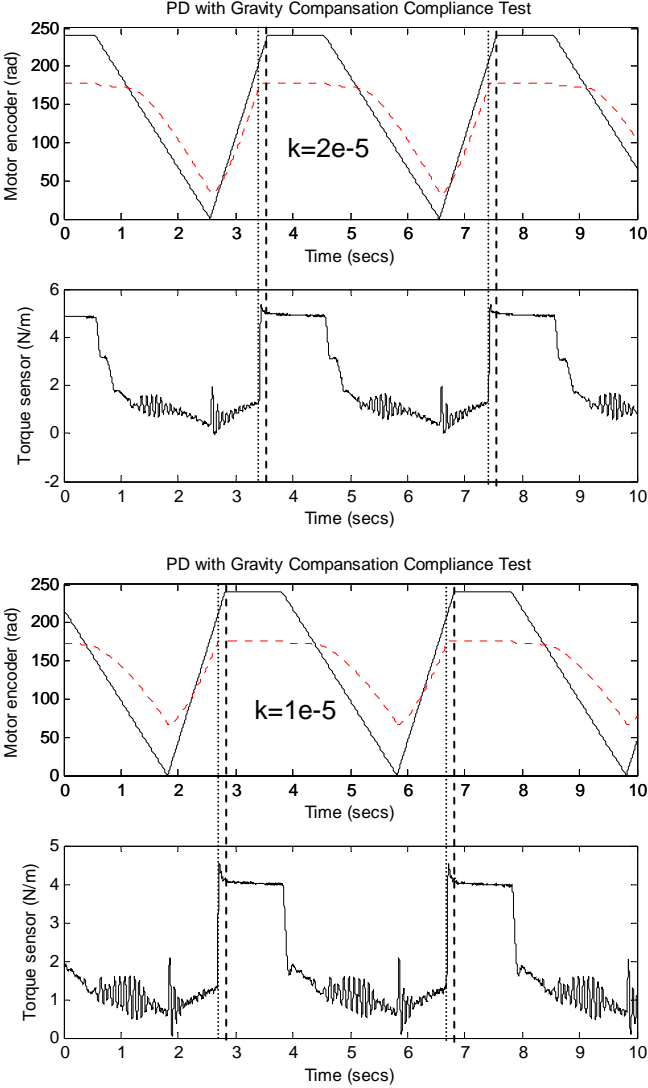 PD with Gravity Compansation Compliance Test
Motor encoder (rad)
250
200
150
100
50
0
k=2e-5
0 1 2 3 4 5 6 7 8 9 10
Time (secs)
Torque sensor (N/m)
6
4
2
0
-2
0 1 2 3 4 5 6 7 8 9 10
Time (secs)
PD with Gravity Compansation Compliance Test
Motor encoder (rad)
250
200
150
100
50
0
k=1e-5
0 1 2 3 4 5 6 7 8 9 10
Time (secs)
Torque sensor (N/m)
5
4
3
2
1
0
0 1 2 3 4 5 6 7 8 9 10
Time (secs)